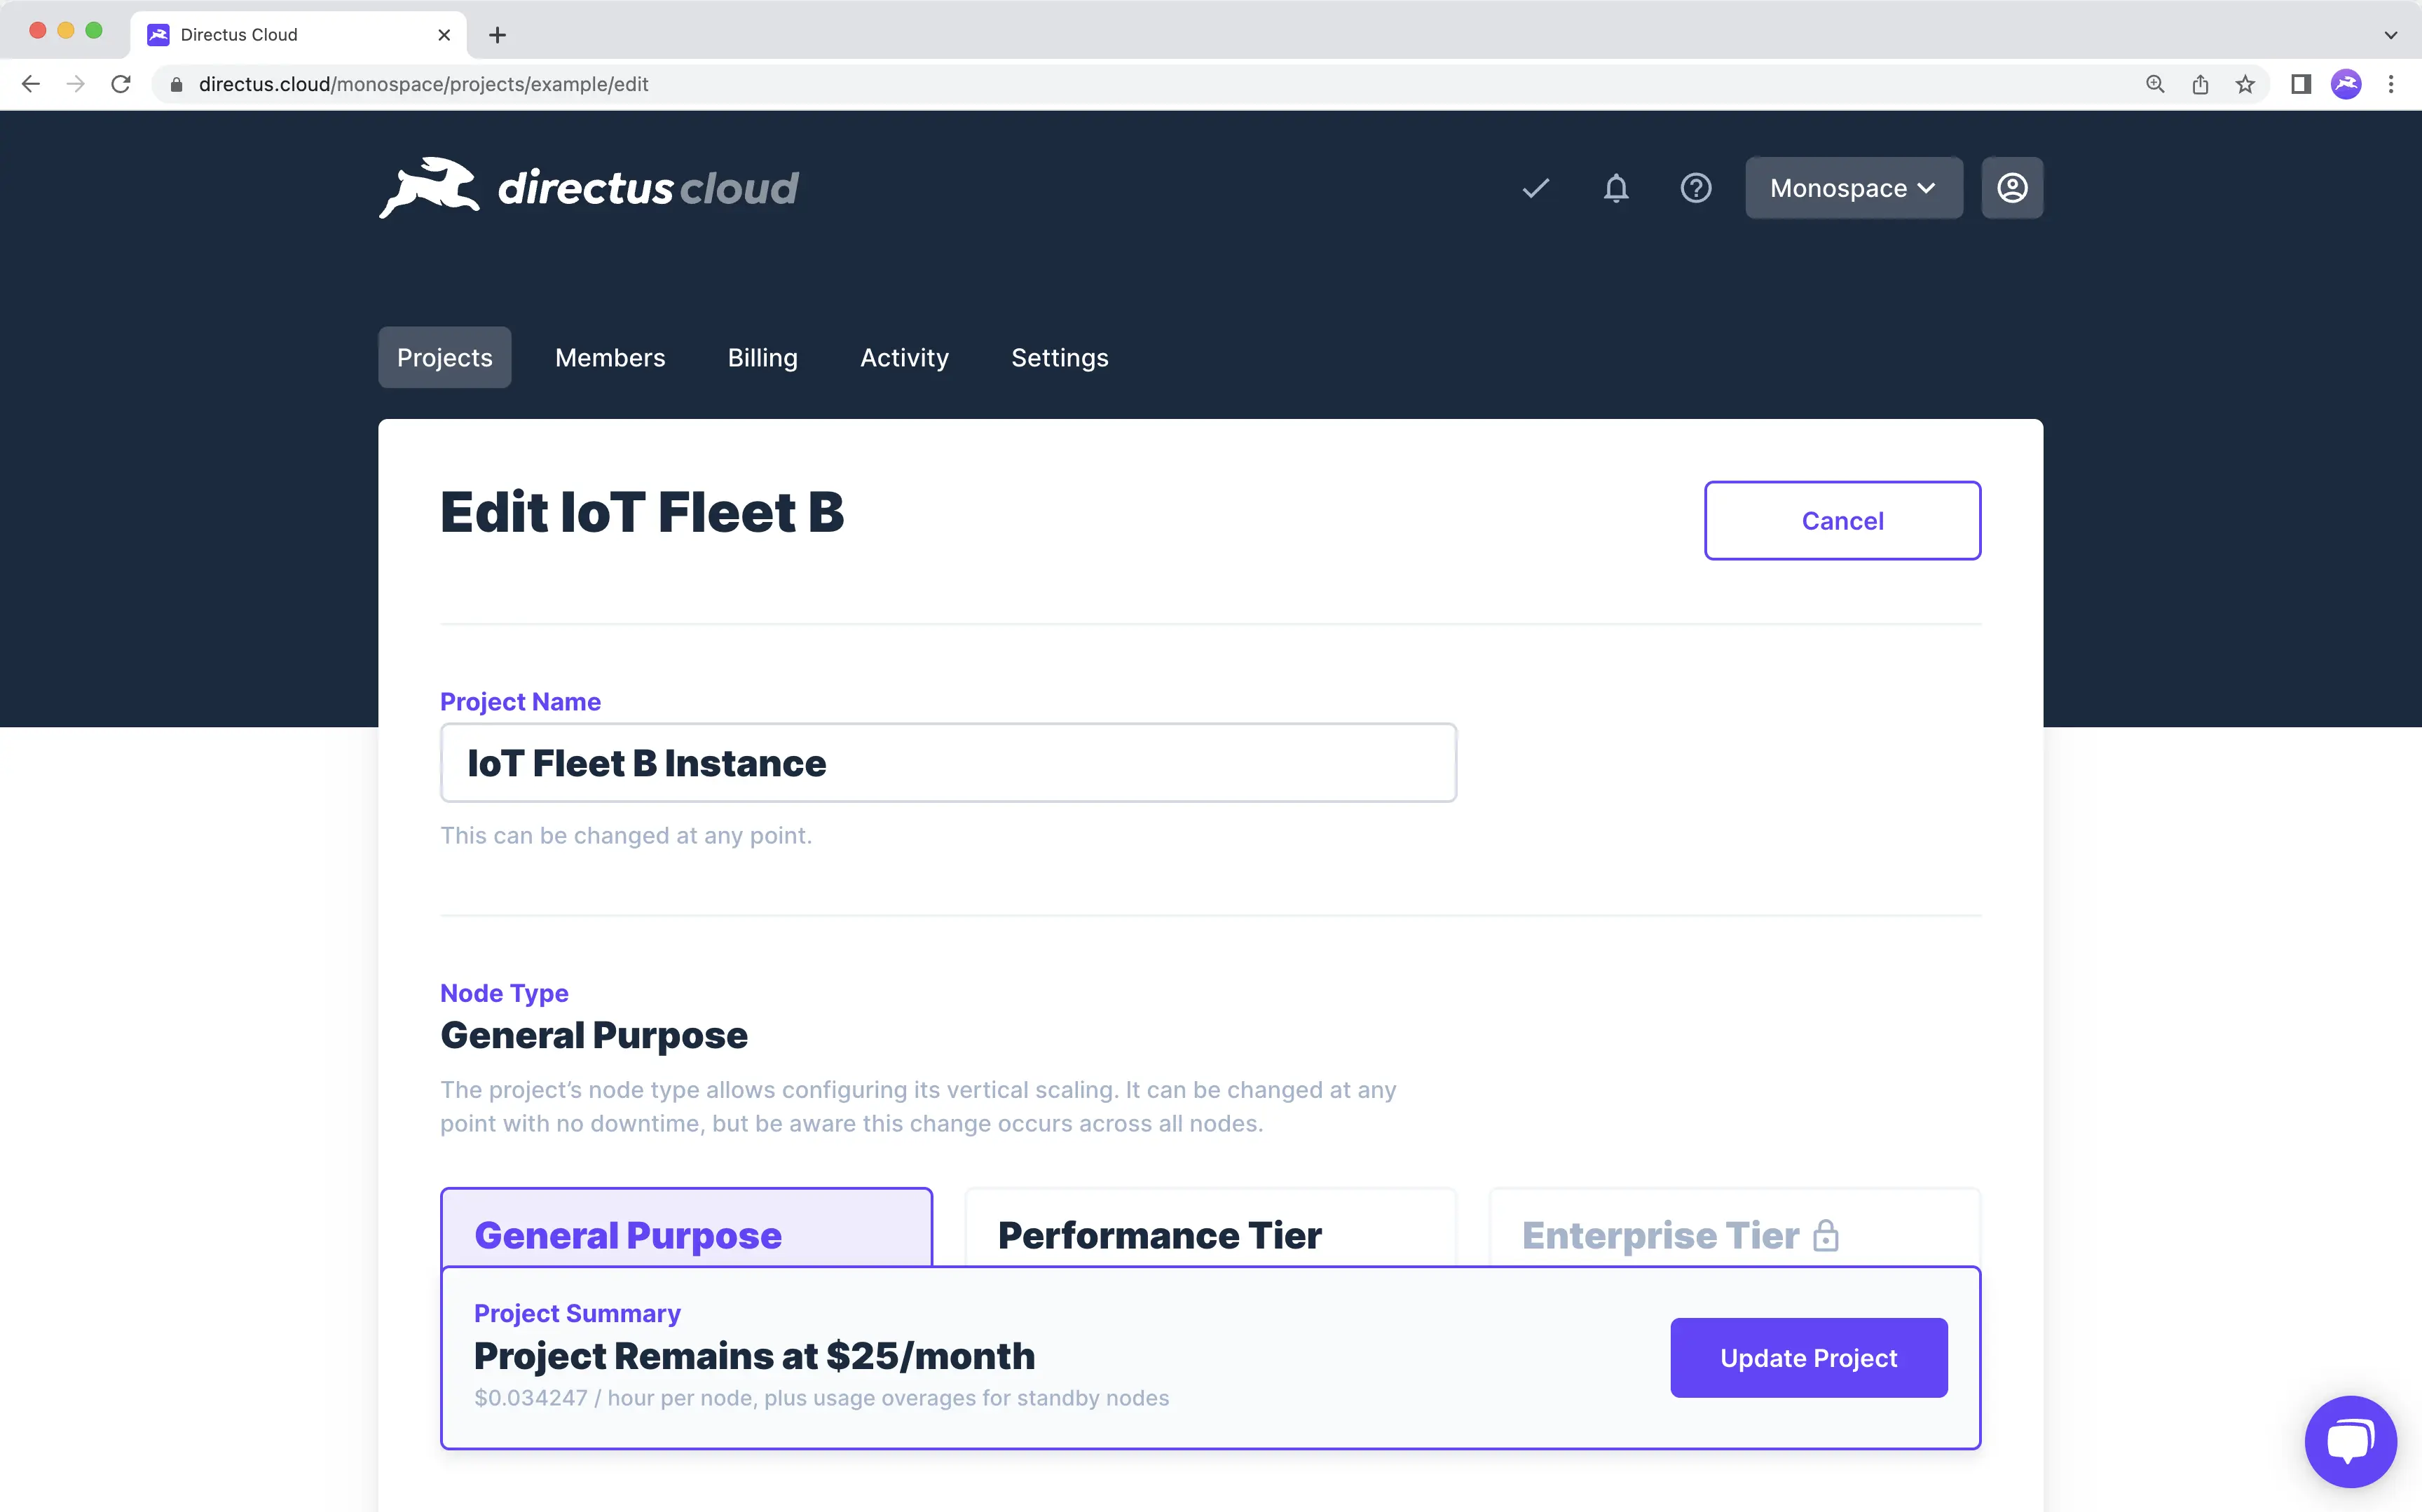 Directus Cloud
directus.cloud/monospace/projects/example/edit
directus cloud
Monospace
Projects
Members
Billing
Activity
Settings
Edit IoT Fleet B
Cancel
Project Name
IoT Fleet B Instance
This can be changed at any point.
Node Type
General Purpose
The project’s node type allows configuring its vertical scaling. It can be changed at any
point with no downtime, but be aware this change occurs across all nodes.
General Purpose
Performance Tier
Enterprise Tier
Project Summary
Project Remains at $25/month
$0.034247 / hour per node, plus usage overages for standby nodes
Update Project